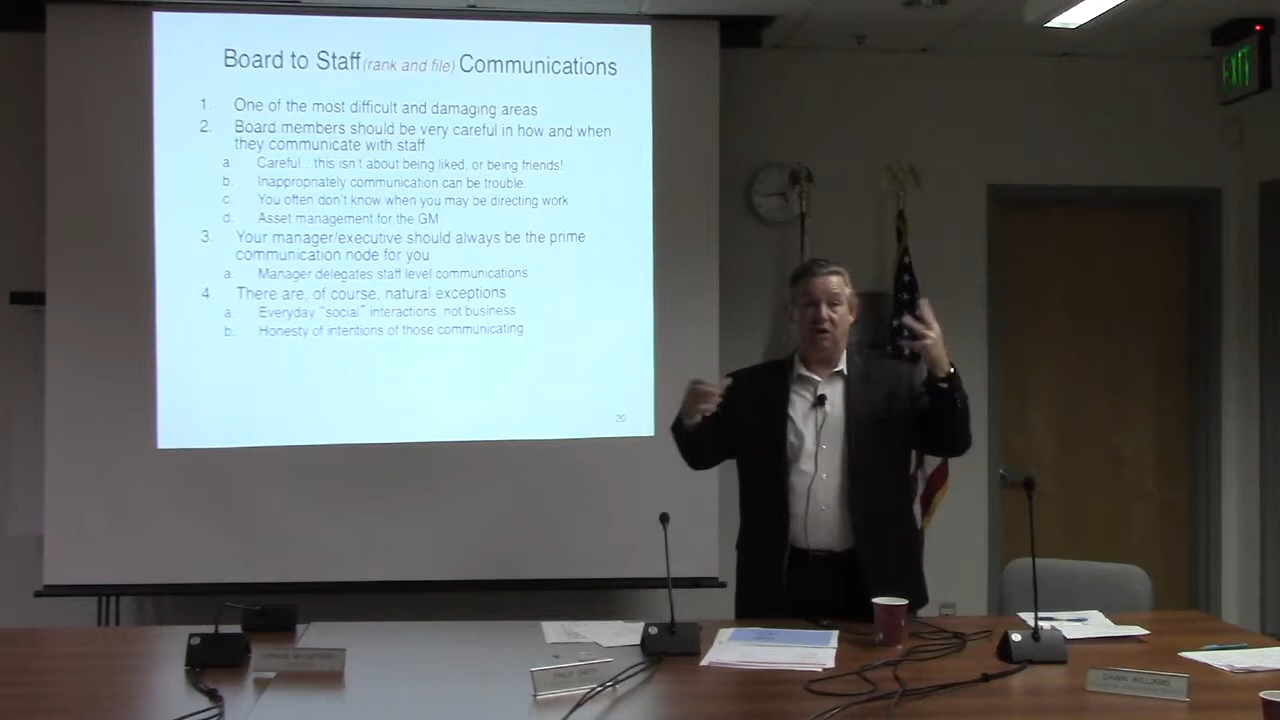 Board to Staff (rank and file) Communications
1. One of the most difficult and damaging areas
2. Board members should be very careful in how and when
they communicate with staff
a. Careful...this isn't about being liked, or being friends!
b. Inappropriately communication can be trouble.
c. You often don't know when you may be directing work
d. Asset management for the GM
3. Your manager/executive should always be the prime
communication node for you
a. Manager delegates staff level communications
4. There are, of course, natural exceptions
a. Everyday "social" interactions, not business
b. Honesty of intentions of those communicating
20
EXIT
DAWN WILLIAMS